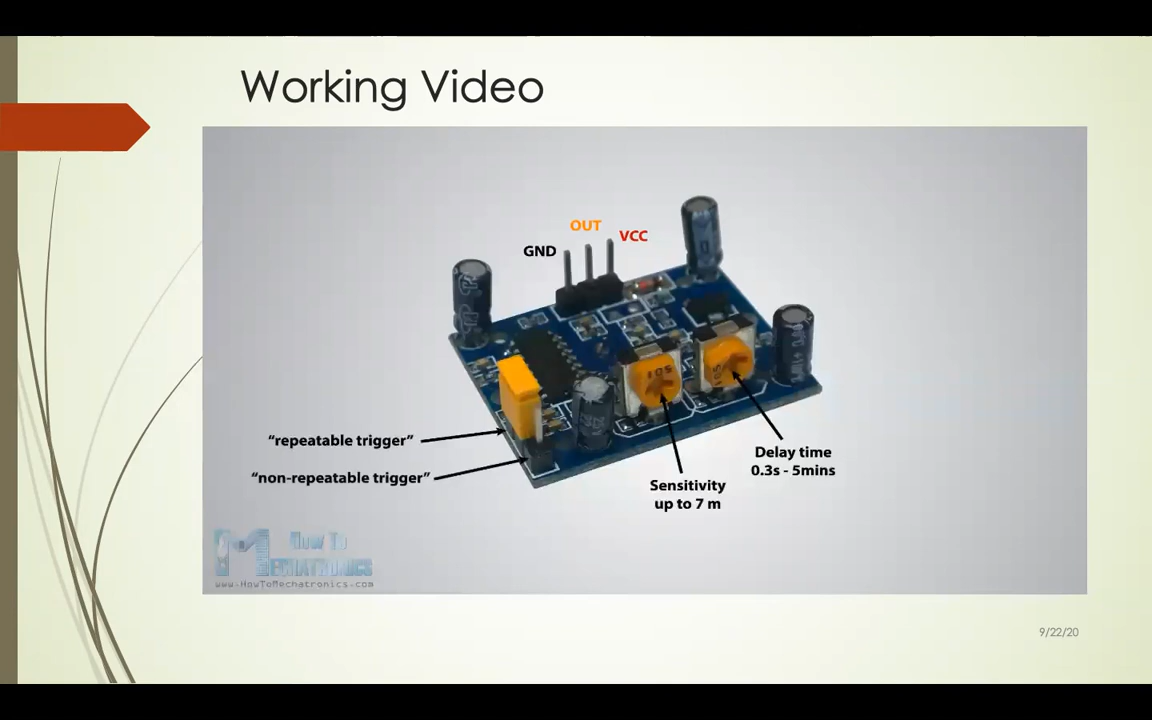 Working Video
OUT
VCC
GND
"repeatable trigger"
"non-repeatable trigger"
Delay time
0.3s - 5mins
Sensitivity
up to 7 m
How To
MECHATRONICS
www.HowToMechatronics.com
9/22/20